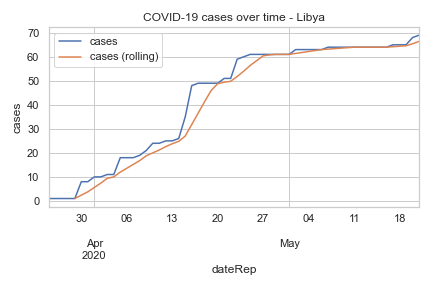 COVID-19 cases over time - Libya
cases
cases (rolling)
70
60
50
40
30
20
10
0
cases
30 06 13 20 27 04 11 18
Apr May
2020
dateRep